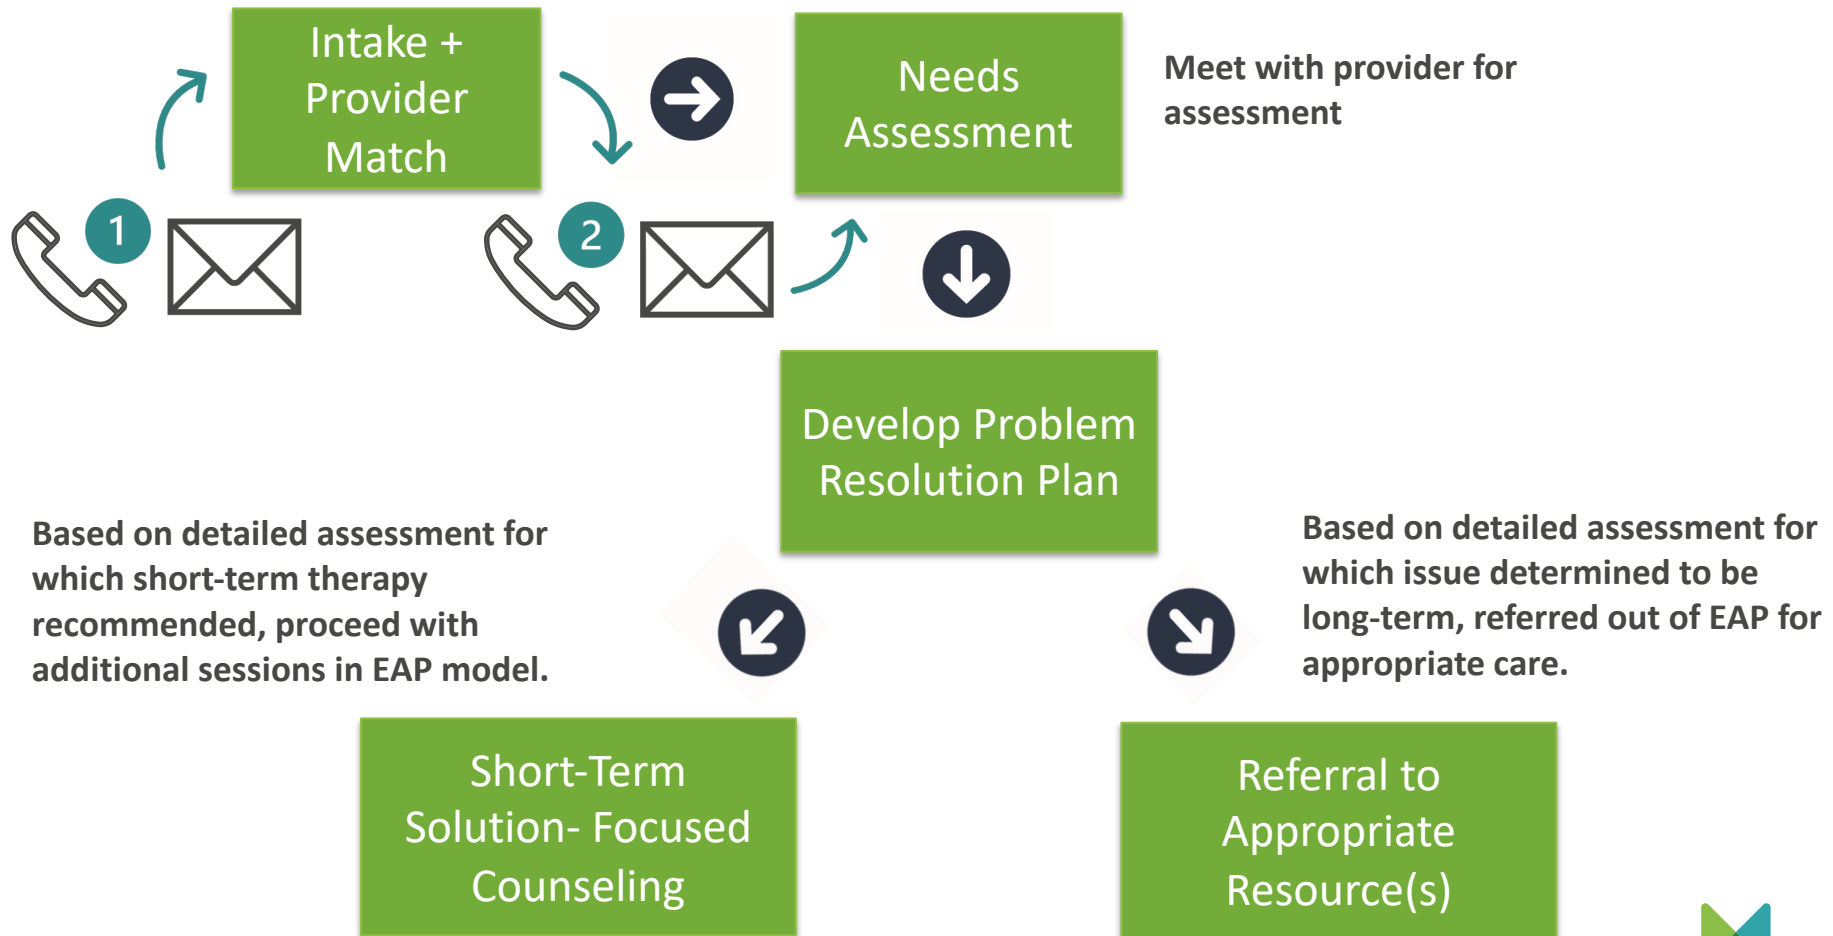 Intake +
Provider
Match
Needs
Assessment
Meet with provider for
assessment
1
2
Develop Problem
Resolution Plan
Based on detailed assessment for
which short-term therapy
recommended, proceed with
additional sessions in EAP model.
Based on detailed assessment for
which issue determined to be
long-term, referred out of EAP for
appropriate care.
Short-Term
Solution- Focused
Counseling
Referral to
Appropriate
Resource(s)